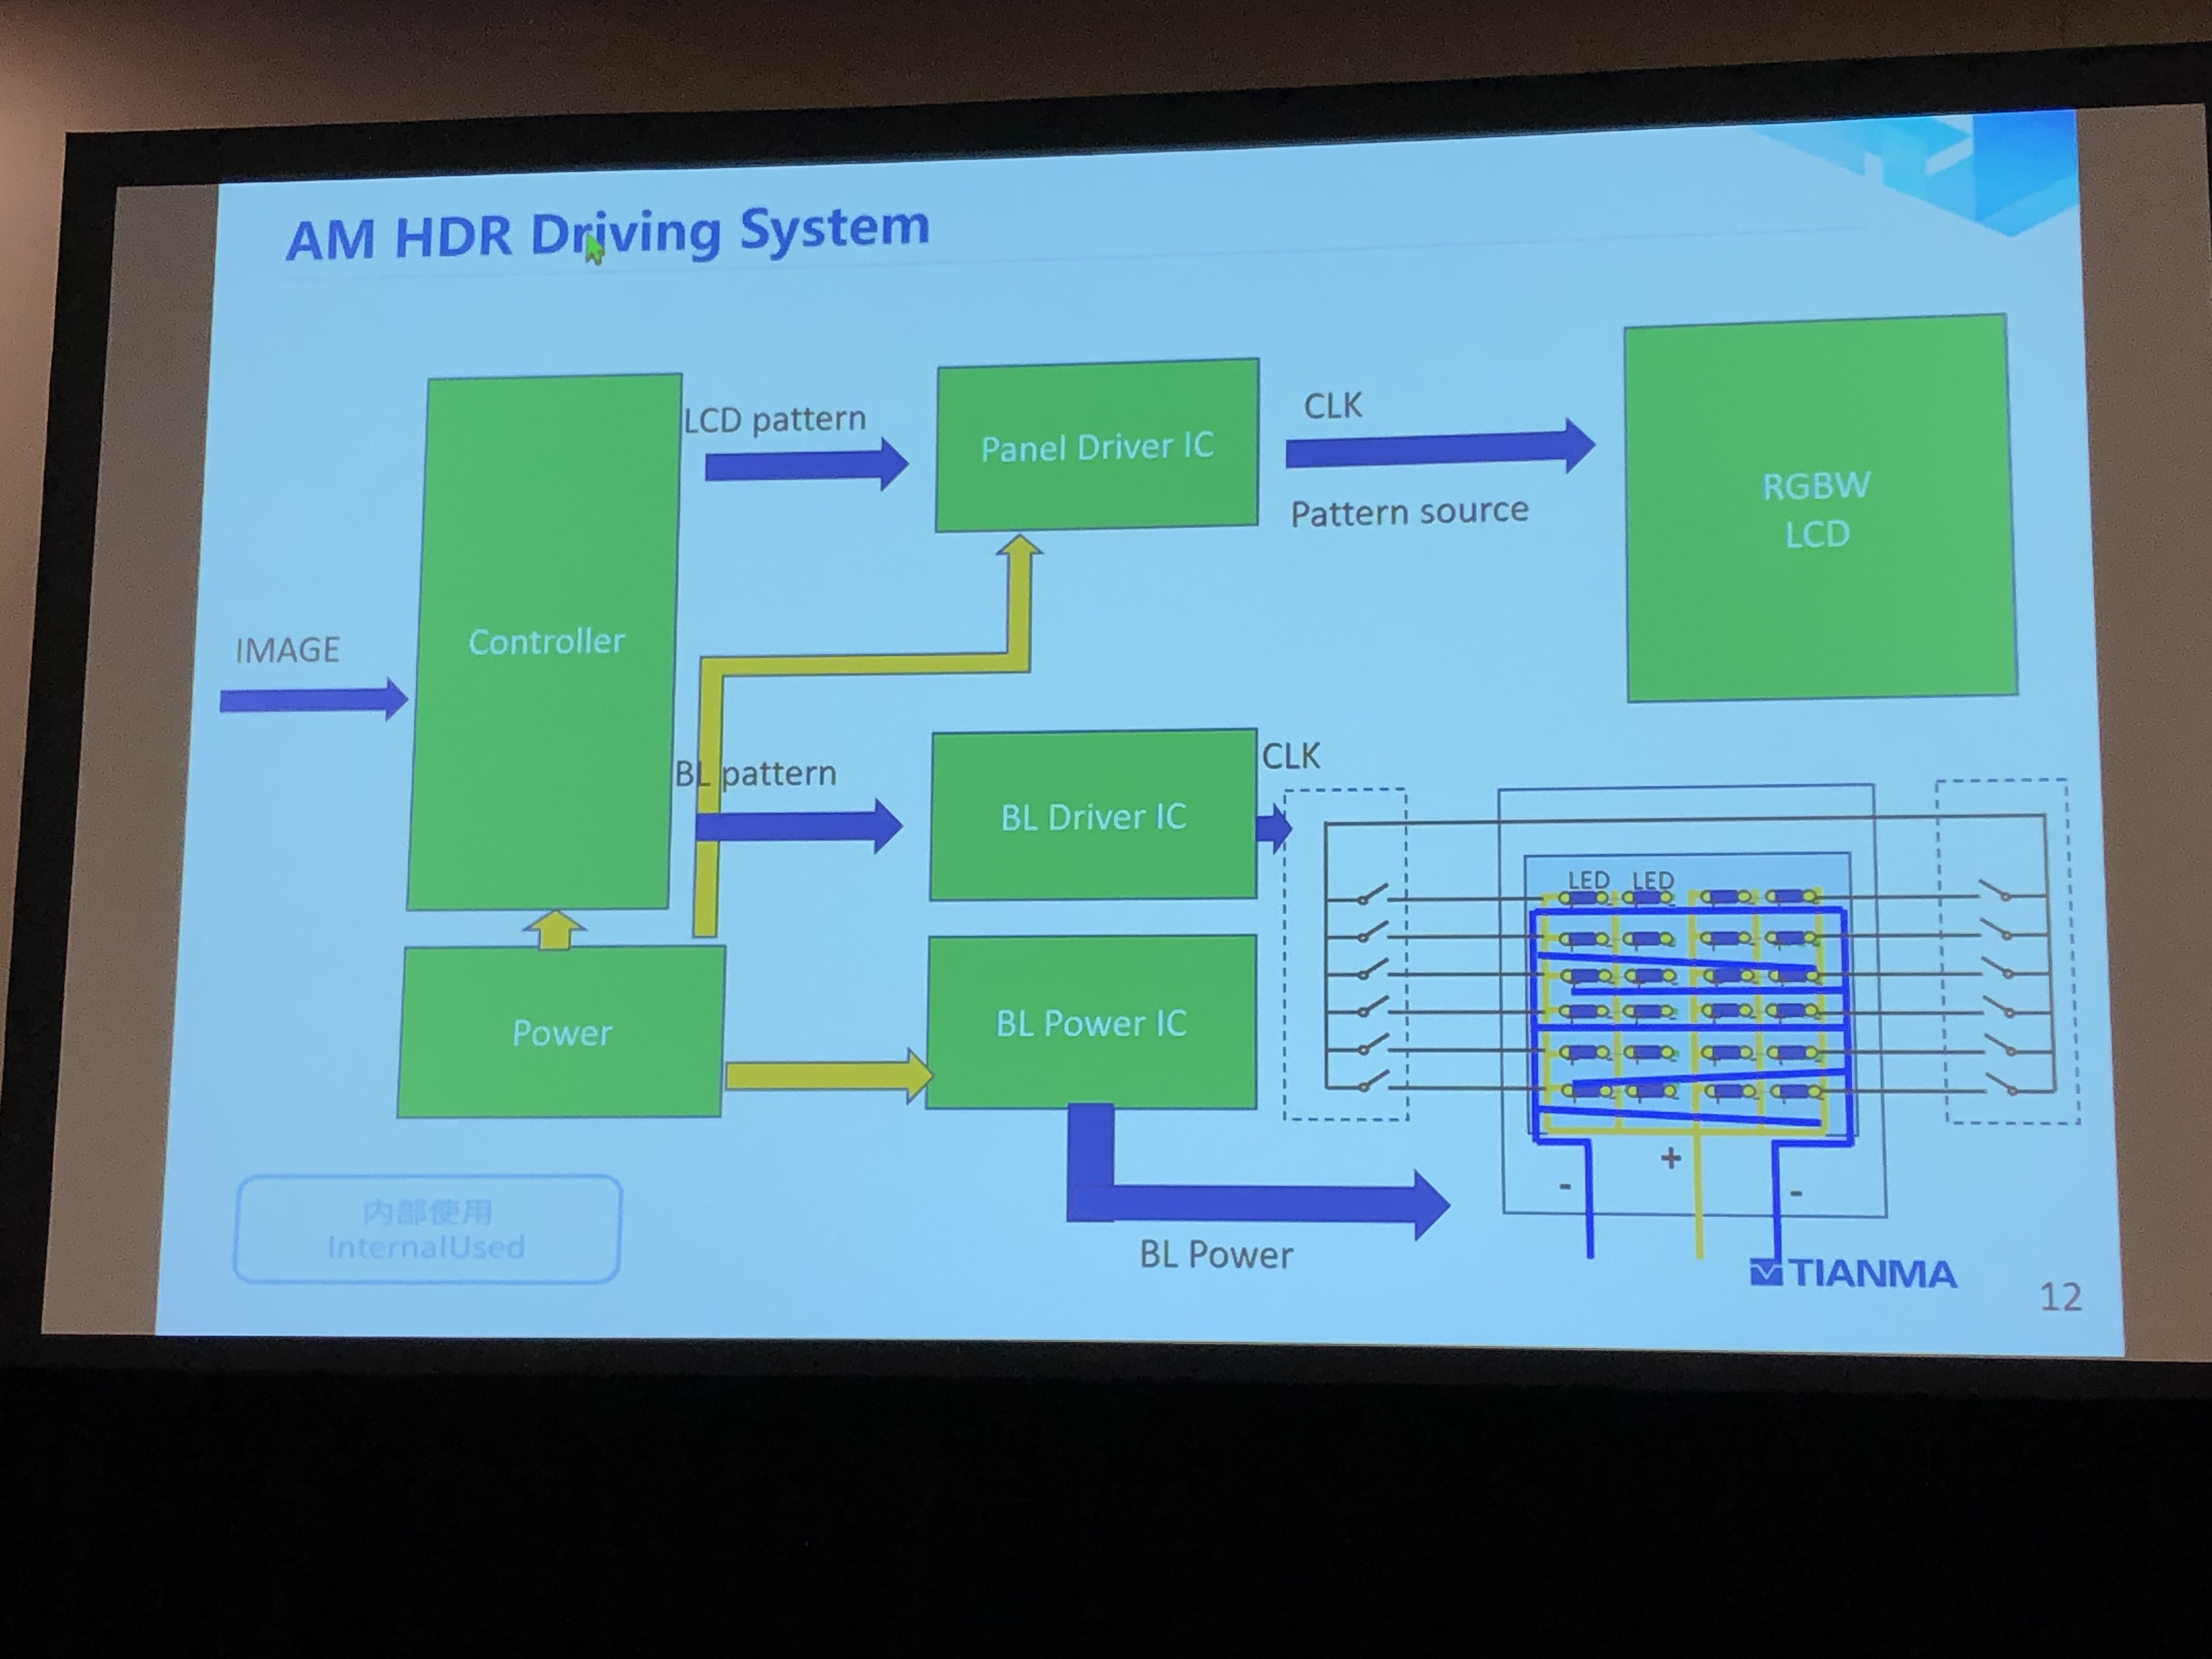 AM HDR Driving System
LCD pattern
Panel Driver IC
CLK
Pattern source
RGBW
LCD
IMAGE
Controller
BL pattern
BL Driver IC
CLK
LED LED
Power
BL Power IC
+
-
-
BL Power
内部使用
InternalUsed
TIANMA
12